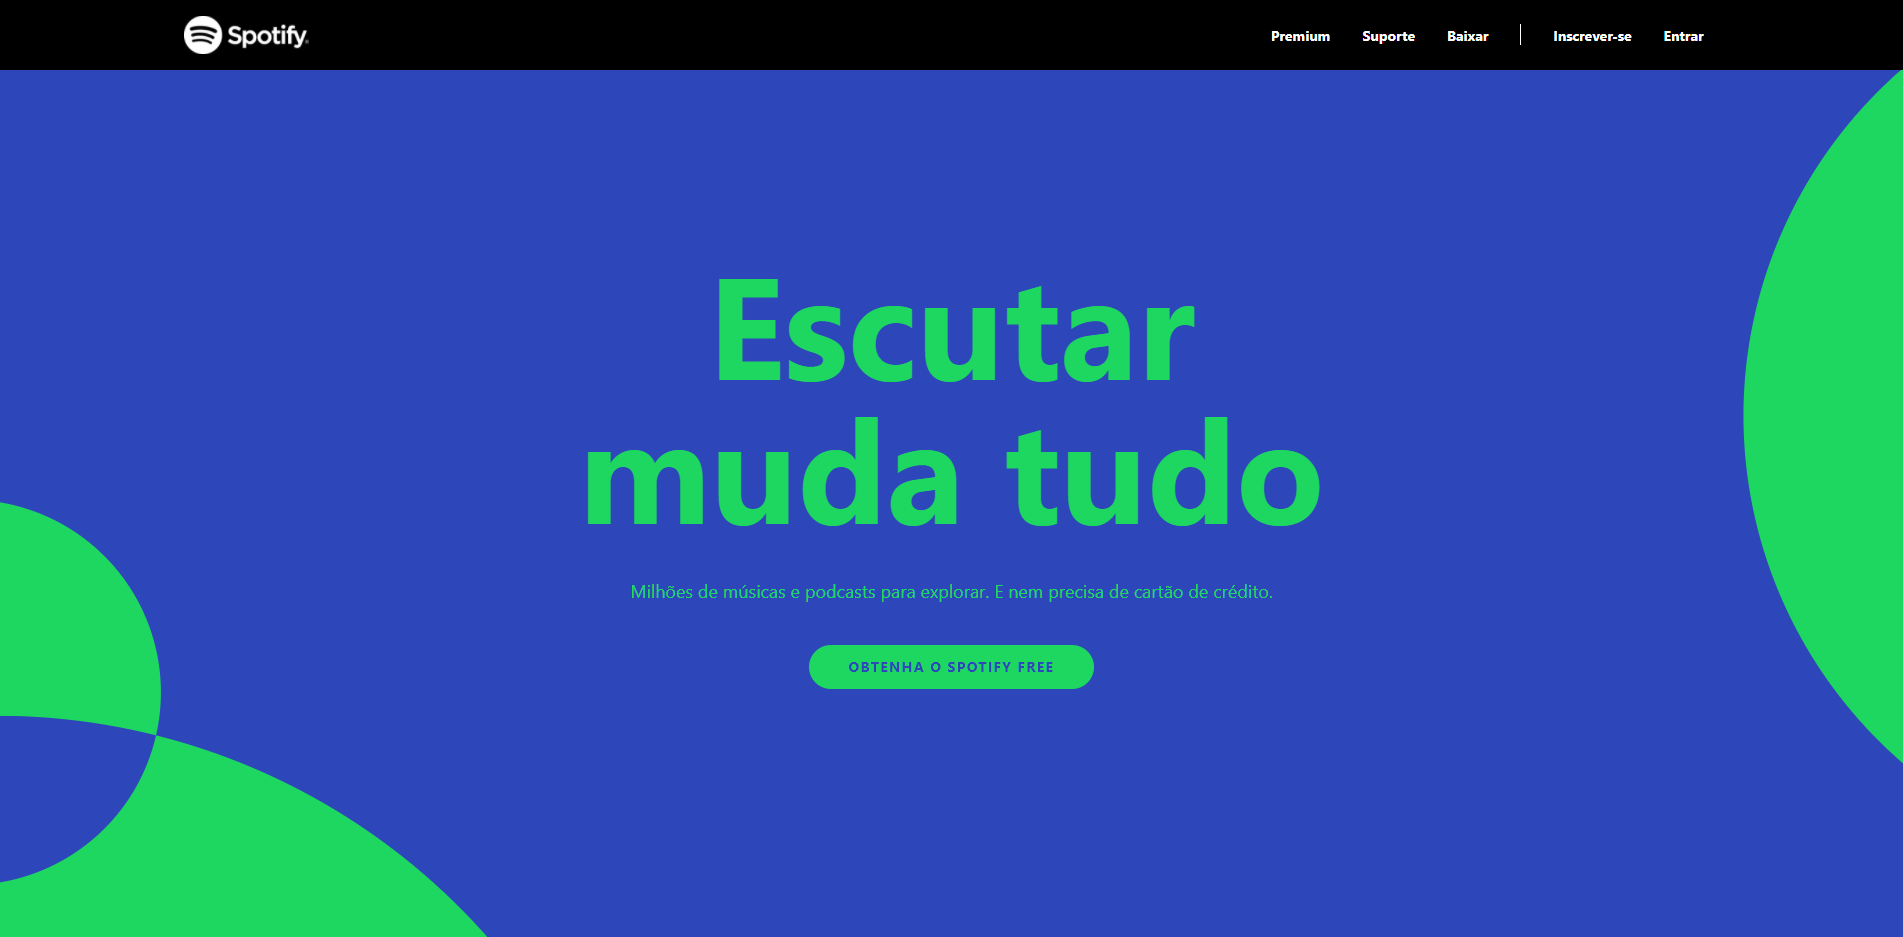 Spotify
Premium Suporte Baixar Inscrever-se Entrar
Escutar
muda tudo
Milhões de músicas e podcasts para explorar. E nem precisa de cartão de crédito.
OBTENHA O SPOTIFY FREE